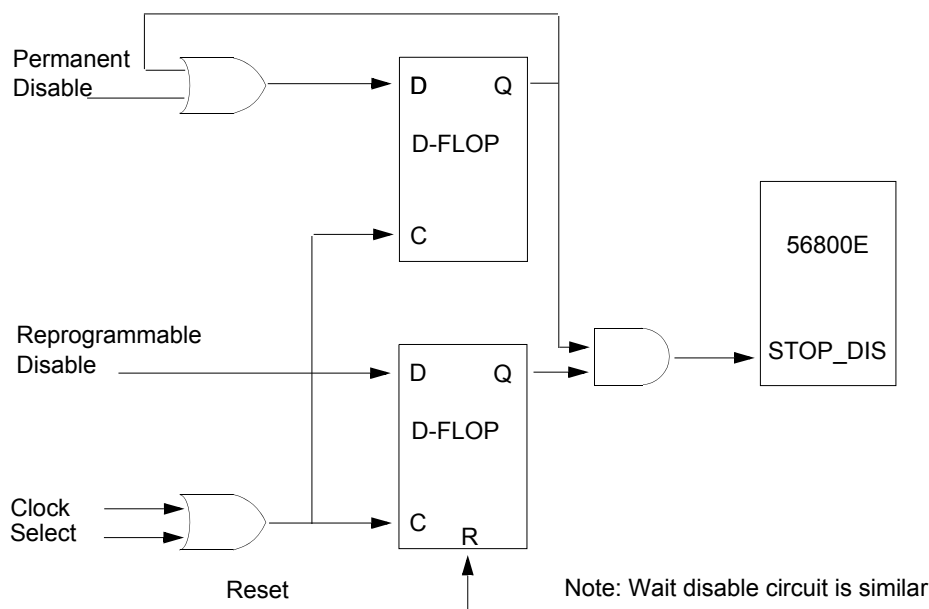 Permanent
Disable
D Q
D-FLOP
C
56800E
STOP_DIS
Reprogrammable
Disable
D Q
D-FLOP
C
R
Clock
Select
Reset
Note: Wait disable circuit is similar